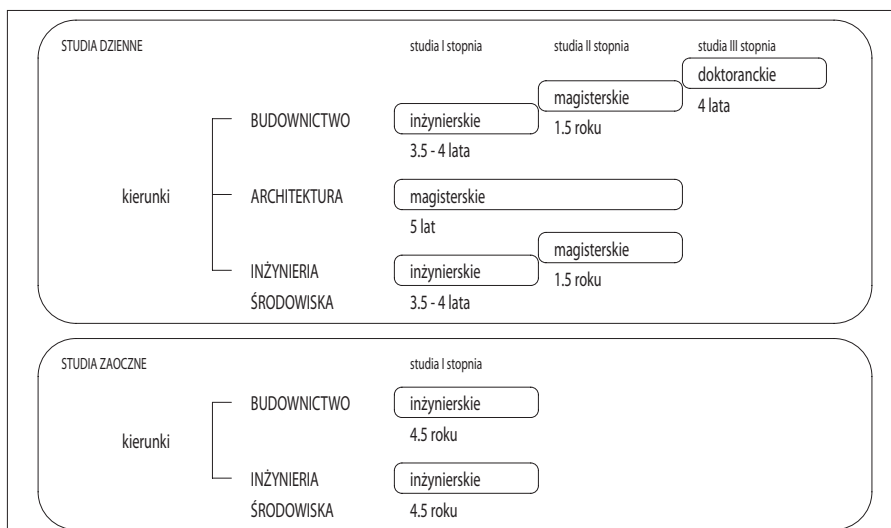 STUDIA DZIENNE studia I stopnia studia II stopnia studia III stopnia
doktoranckie
magisterskie
4 lata
BUDOWNICTWO inżynierskie
1.5 roku
3.5 - 4 lata
kierunki ARCHITEKTURA magisterskie
5 lat
magisterskie
INŻYNIERIA inżynierskie
1.5 roku
ŚRODOWISKA 3.5 - 4 lata
STUDIA ZAOCZNE studia I stopnia
BUDOWNICTWO inżynierskie
4.5 roku
kierunki
INŻYNIERIA inżynierskie
ŚRODOWISKA 4.5 roku